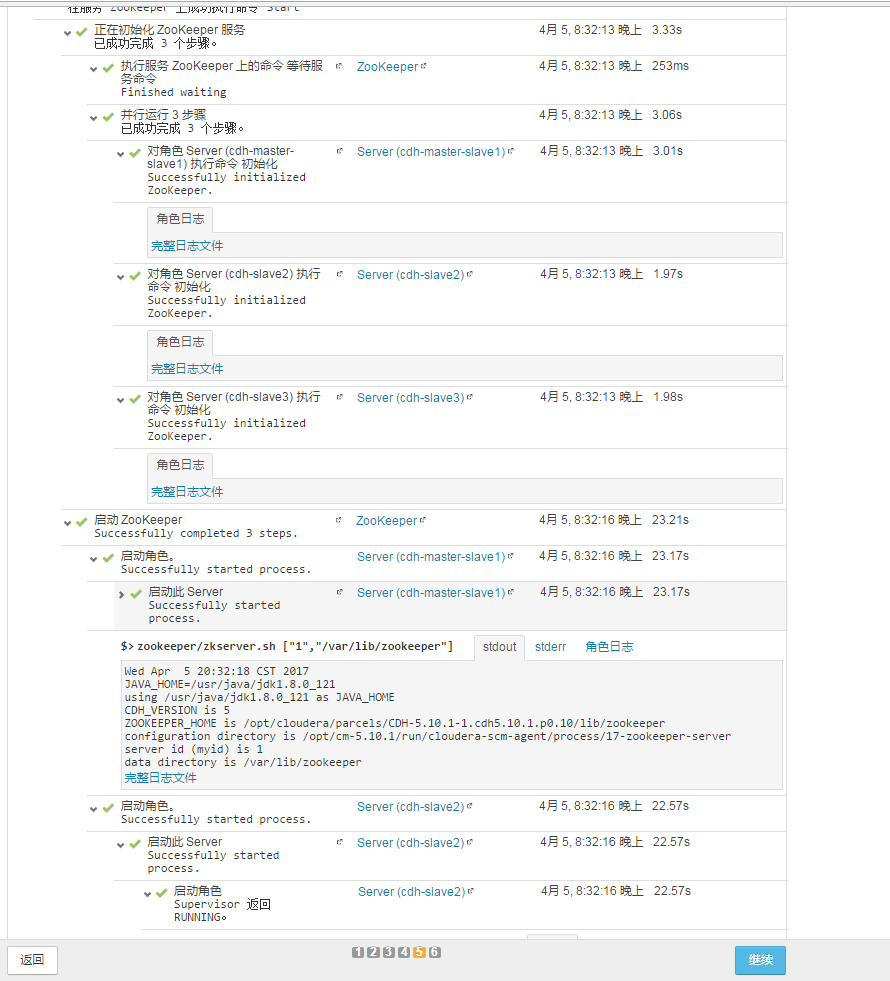 在服务 ZooKeeper 上成功执行命令 Start
正在初始化 ZooKeeper 服务 4月 5, 8:32:13 晚上 3.33s
已成功完成 3 个步骤。
执行服务 ZooKeeper 上的命令 等待服 ZooKeeper 4月 5, 8:32:13 晚上 253ms
务命令
Finished waiting
并行运行 3 步骤 4月 5, 8:32:13 晚上 3.06s
已成功完成 3 个步骤。
对角色 Server (cdh-master- Server (cdh-master-slave1) 4月 5, 8:32:13 晚上 3.01s
slave1) 执行命令 初始化
Successfully initialized
ZooKeeper.
角色日志
完整日志文件
对角色 Server (cdh-slave2) 执行 Server (cdh-slave2) 4月 5, 8:32:13 晚上 1.97s
命令 初始化
Successfully initialized
ZooKeeper.
角色日志
完整日志文件
对角色 Server (cdh-slave3) 执行 Server (cdh-slave3) 4月 5, 8:32:13 晚上 1.98s
命令 初始化
Successfully initialized
ZooKeeper.
角色日志
完整日志文件
启动 ZooKeeper ZooKeeper 4月 5, 8:32:16 晚上 23.21s
Successfully completed 3 steps.
启动角色。 Server (cdh-master-slave1) 4月 5, 8:32:16 晚上 23.17s
Successfully started process.
启动此 Server Server (cdh-master-slave1) 4月 5, 8:32:16 晚上 23.17s
Successfully started
process.
$> zookeeper/zkserver.sh ["1","/var/lib/zookeeper"] stdout stderr 角色日志
Wed Apr  5 20:32:18 CST 2017
JAVA_HOME=/usr/java/jdk1.8.0_121
using /usr/java/jdk1.8.0_121 as JAVA_HOME
CDH_VERSION is 5
ZOOKEEPER_HOME is /opt/cloudera/parcels/CDH-5.10.1-1.cdh5.10.1.p0.10/lib/zookeeper
configuration directory is /opt/cm-5.10.1/run/cloudera-scm-agent/process/17-zookeeper-server
server id (myid) is 1
data directory is /var/lib/zookeeper
完整日志文件
启动角色。 Server (cdh-slave2) 4月 5, 8:32:16 晚上 22.57s
Successfully started process.
启动此 Server Server (cdh-slave2) 4月 5, 8:32:16 晚上 22.57s
Successfully started
process.
启动角色 Server (cdh-slave2) 4月 5, 8:32:16 晚上 22.57s
Supervisor 返回
RUNNING。
返回 1 2 3 4 5 6 继续